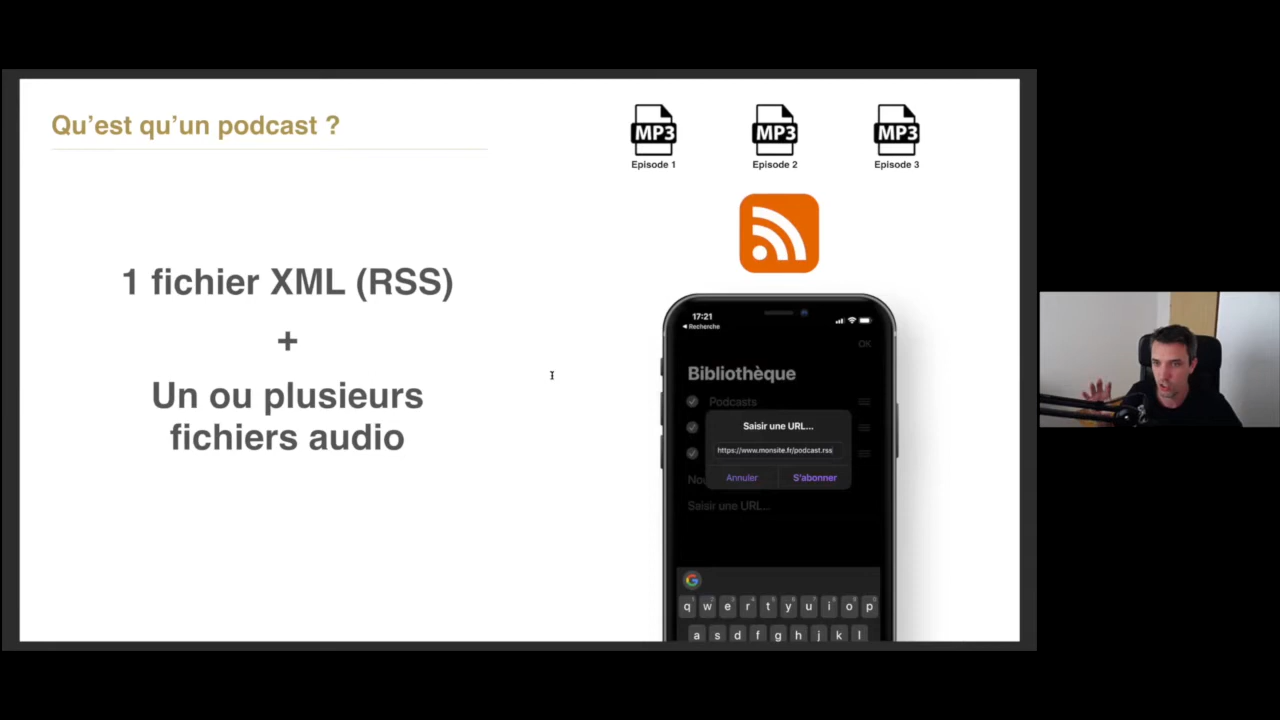 Qu’est qu’un podcast ?
MP3
MP3
MP3
Episode 1
Episode 2
Episode 3
1 fichier XML (RSS)
+
Un ou plusieurs
fichiers audio
17:21
Recherche
OK
Bibliothèque
Podcasts
Saisir une URL...
https://www.monsite.fr/podcast.rss
Annuler
S'abonner
Saisir une URL...
G
q w e r t y u i o p
a s d f g h j k l